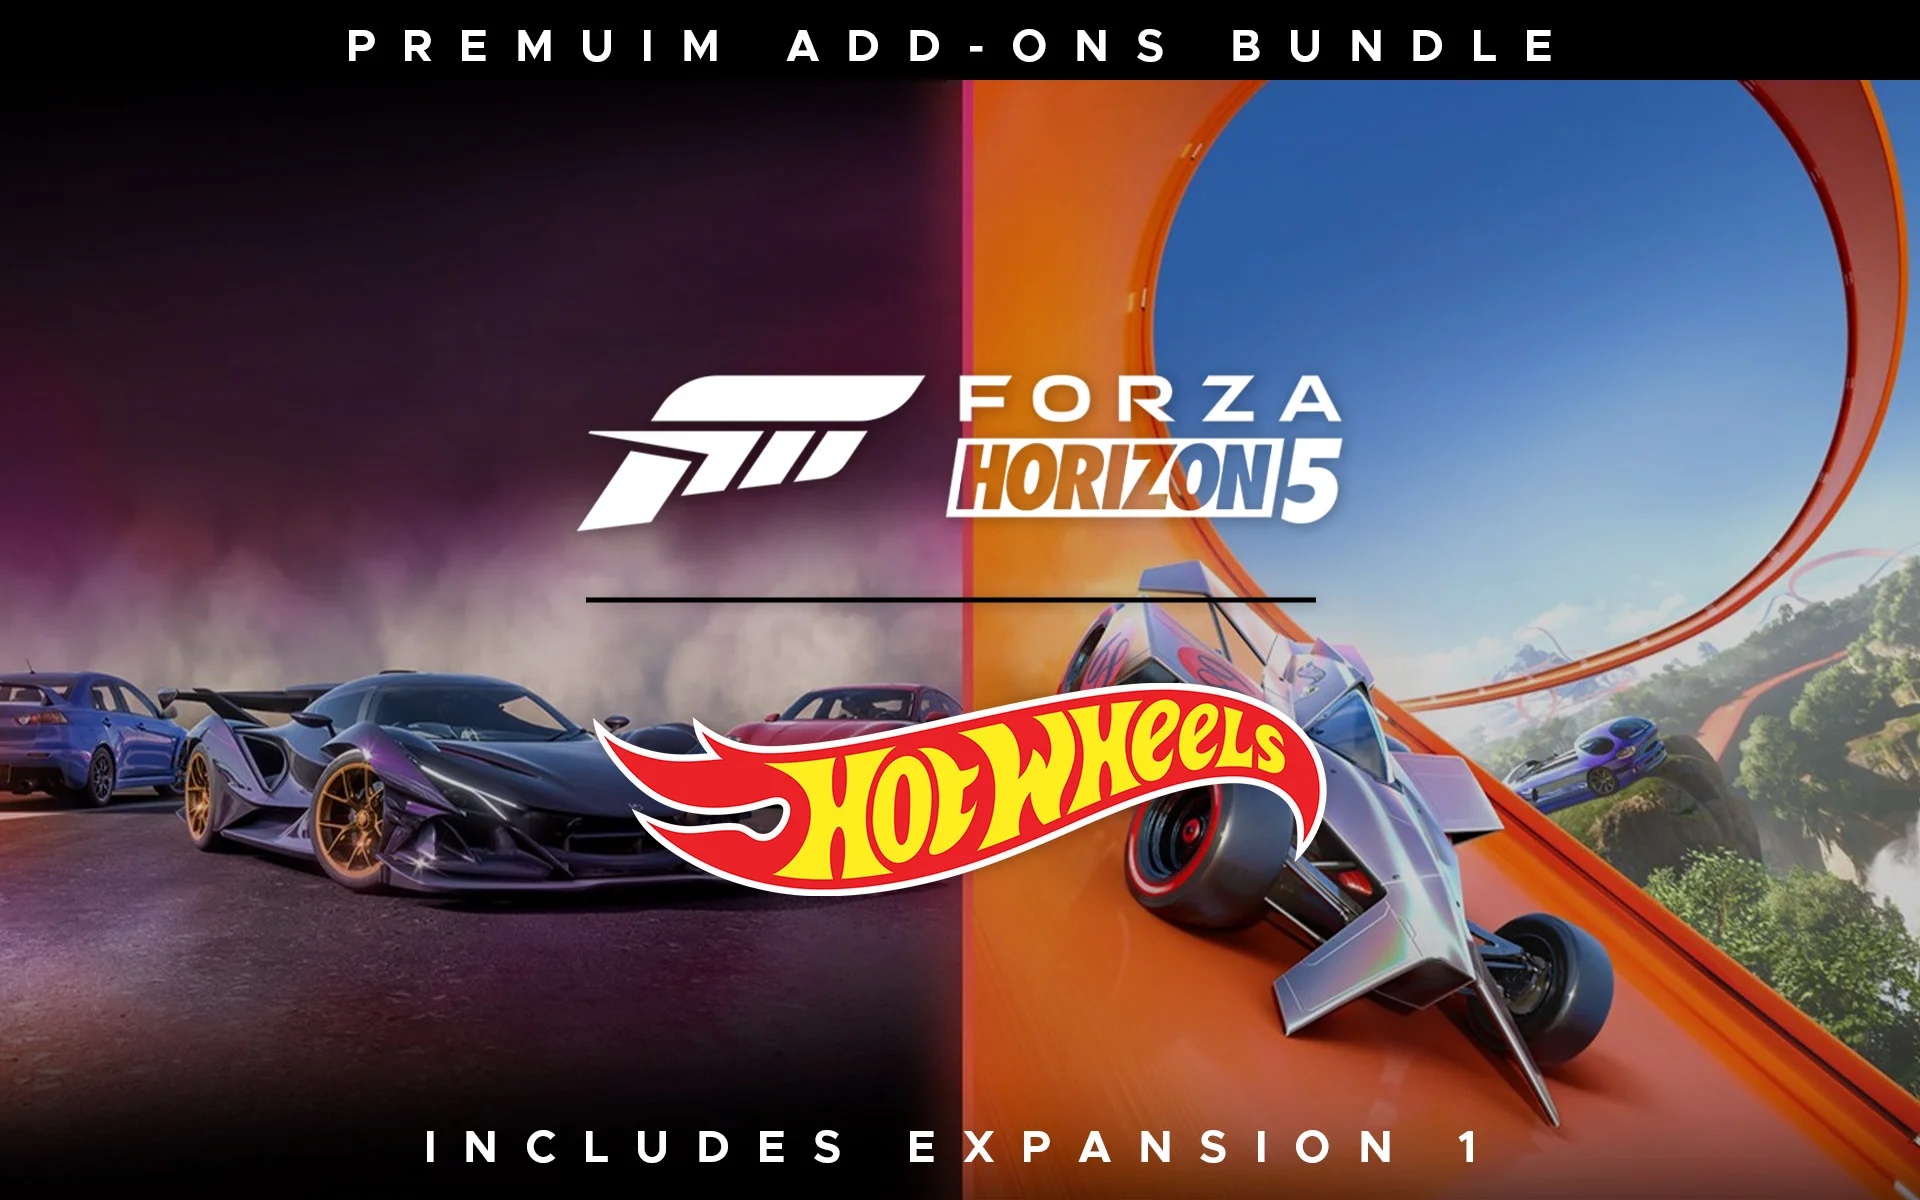 PREMUIM ADD-ONS BUNDLE
FORZA
HORIZON 5
HOT WHEELS
INCLUDES EXPANSION 1